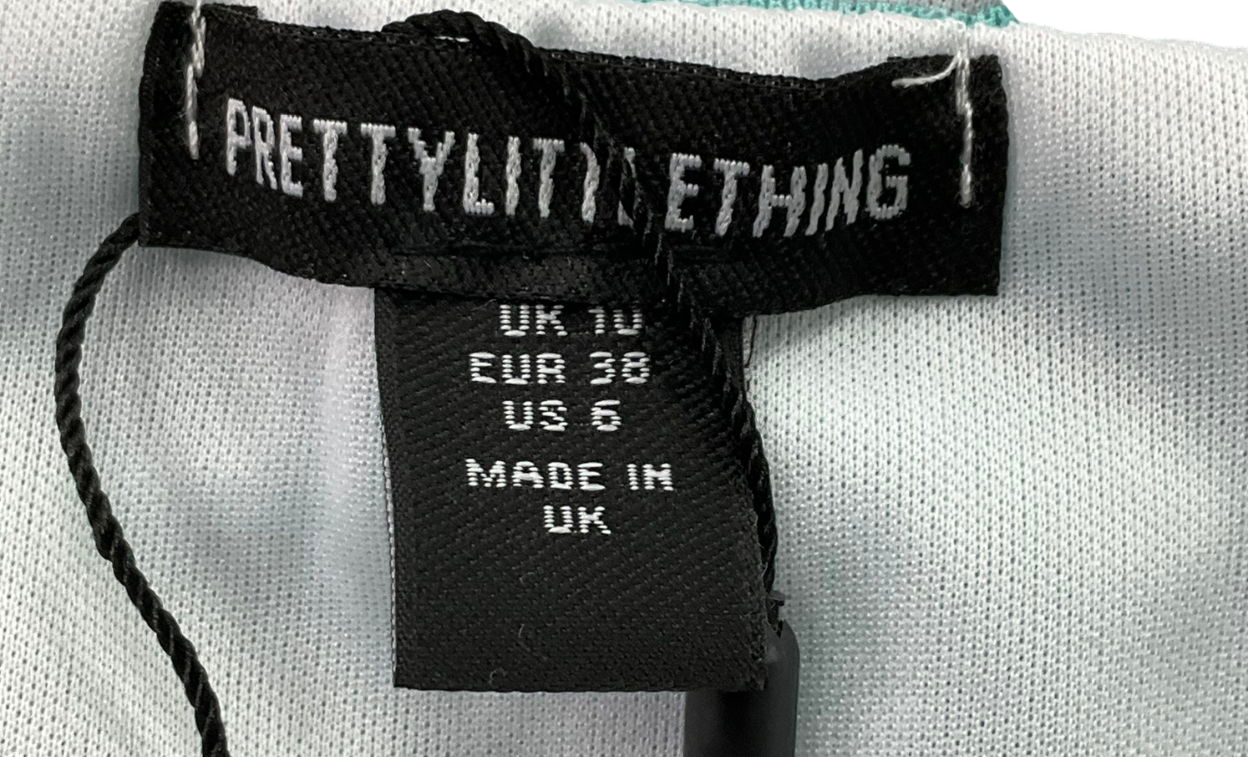 PRETTYLITTLETHING
UK 10
EUR 38
US 6
MADE IN
UK